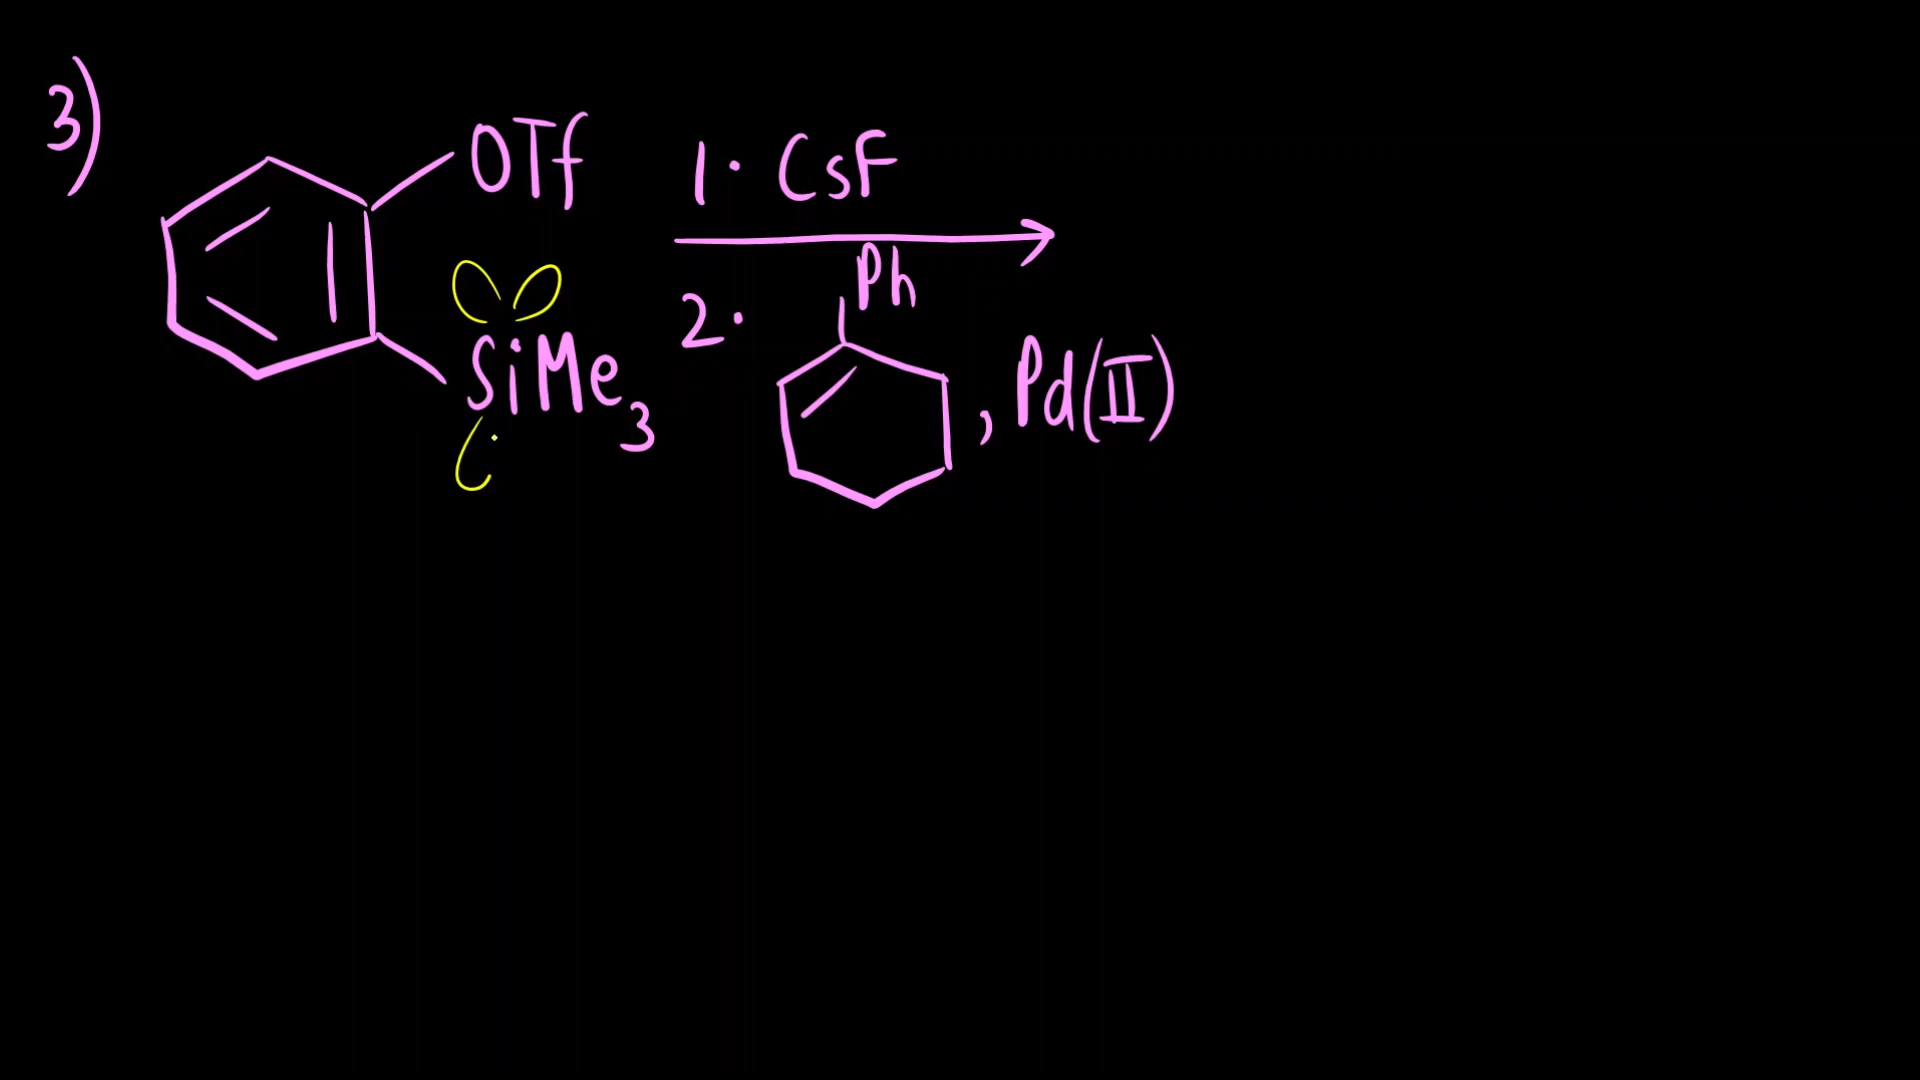 3)
OTf
SiMe3
1. CsF
2.
Ph
, Pd(II)